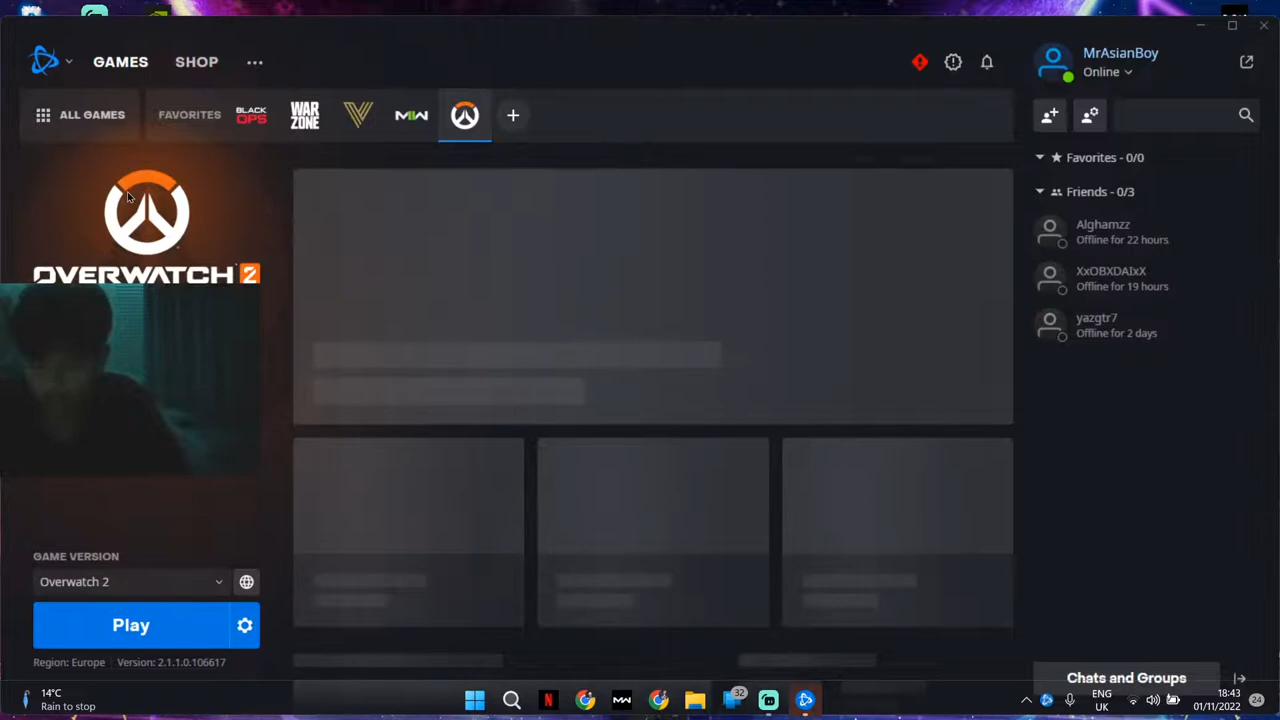 GAMES
SHOP
...
MrAsianBoy
Online
ALL GAMES
FAVORITES
BLACK OPS
WAR ZONE
V
MW
+
Favorites - 0/0
Friends - 0/3
Alghamzz
Offline for 22 hours
XxOBXDAIxX
Offline for 19 hours
yazgtr7
Offline for 2 days
OVERWATCH 2
GAME VERSION
Overwatch 2
Play
Region: Europe
Version: 2.1.1.0.106617
Chats and Groups
14°C
Rain to stop
N
MW
32
ENG
UK
18:43
01/11/2022
24